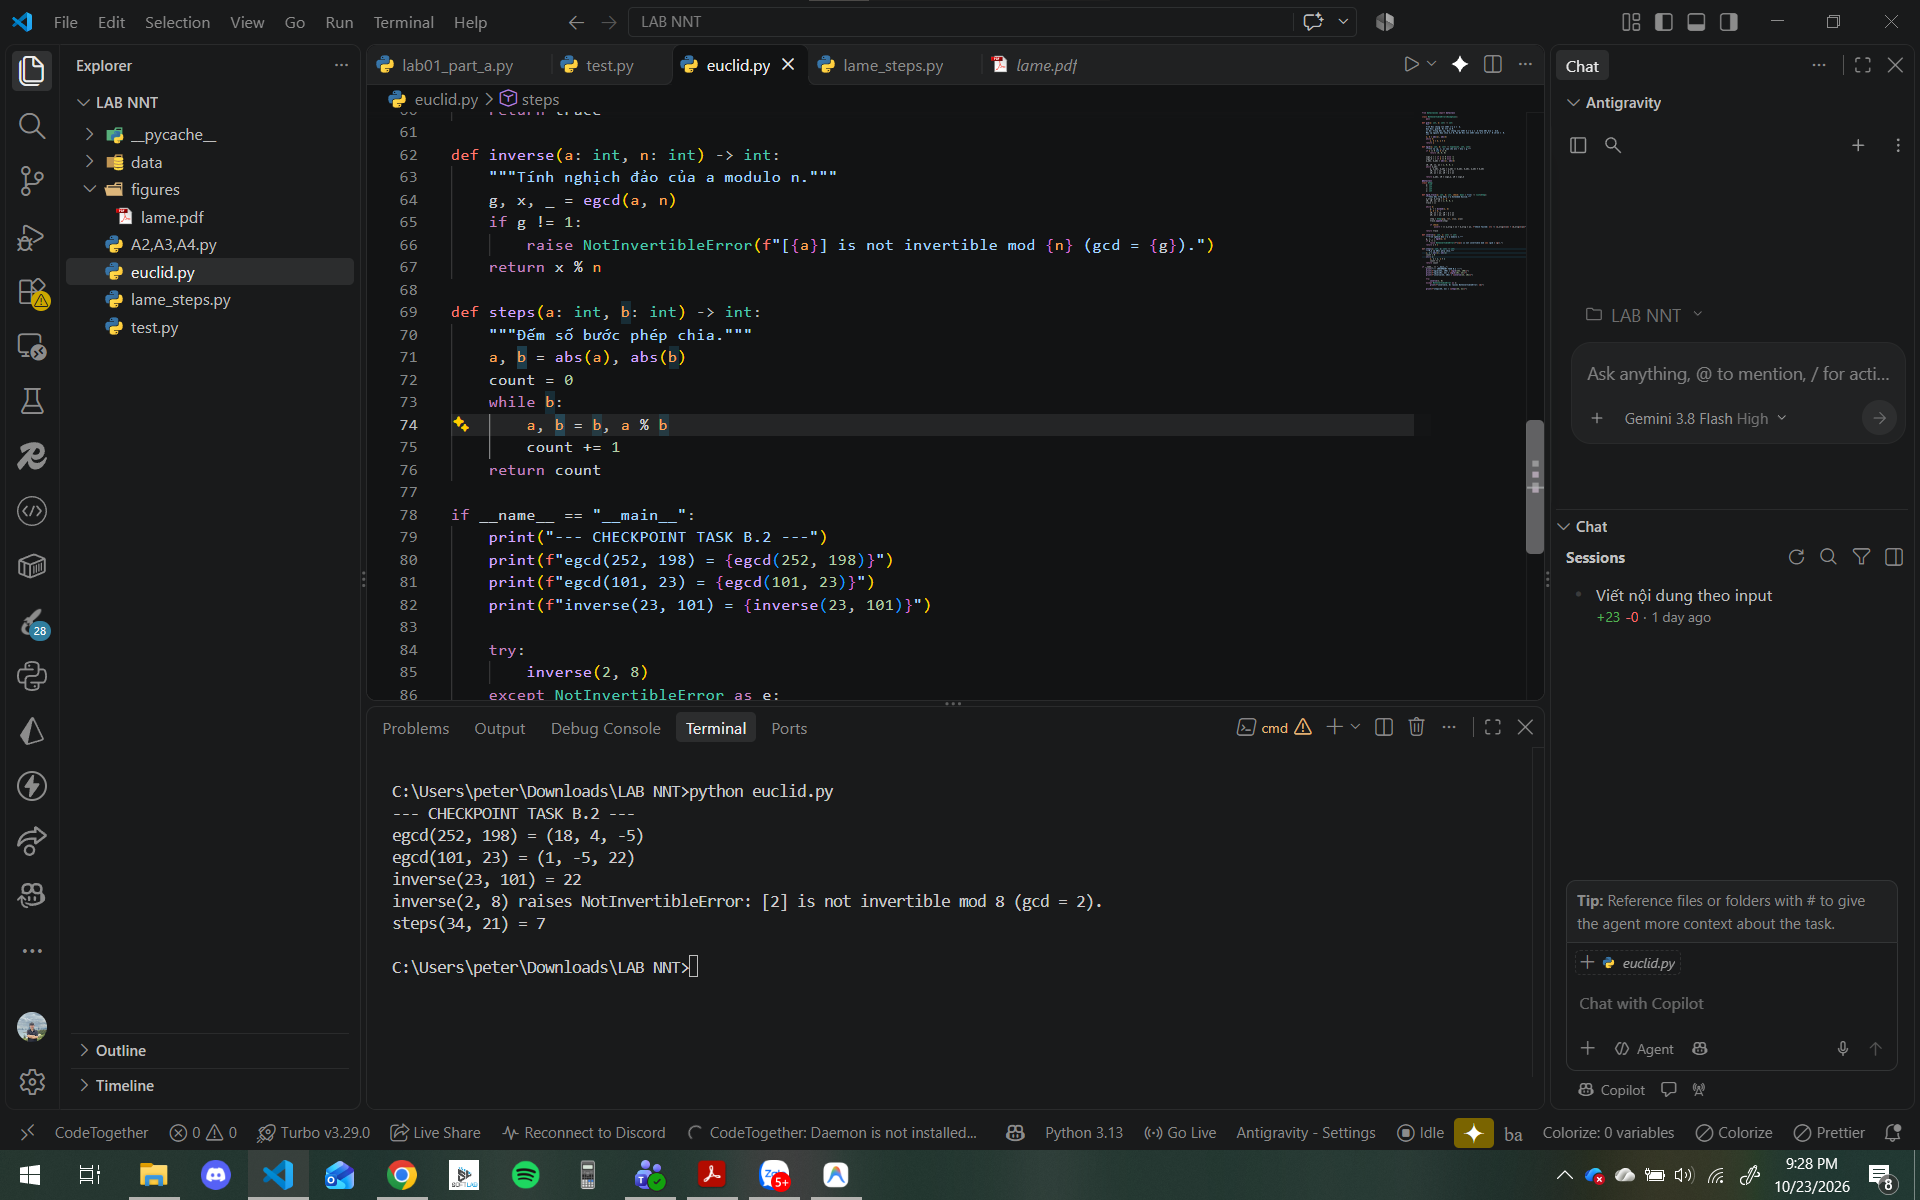 File Edit Selection View Go Run Terminal Help
LAB NNT
Explorer
LAB NNT
__pycache__
data
figures
lame.pdf
A2,A3,A4.py
euclid.py
lame_steps.py
test.py
Outline
Timeline
28
lab01_part_a.py
test.py
euclid.py
lame_steps.py
lame.pdf
euclid.py > steps
61
62 def inverse(a: int, n: int) -> int:
63 """Tính nghịch đảo của a modulo n."""
64 g, x, _ = egcd(a, n)
65 if g != 1:
66 raise NotInvertibleError(f"[{a}] is not invertible mod {n} (gcd = {g}).")
67 return x % n
68
69 def steps(a: int, b: int) -> int:
70 """Đếm số bước phép chia."""
71 a, b = abs(a), abs(b)
72 count = 0
73 while b:
74 a, b = b, a % b
75 count += 1
76 return count
77
78 if __name__ == "__main__":
79 print("--- CHECKPOINT TASK B.2 ---")
80 print(f"egcd(252, 198) = {egcd(252, 198)}")
81 print(f"egcd(101, 23) = {egcd(101, 23)}")
82 print(f"inverse(23, 101) = {inverse(23, 101)}")
83
84 try:
85 inverse(2, 8)
86 except NotInvertibleError as e:
Problems Output Debug Console Terminal Ports
cmd
C:\Users\peter\Downloads\LAB NNT>python euclid.py
--- CHECKPOINT TASK B.2 ---
egcd(252, 198) = (18, 4, -5)
egcd(101, 23) = (1, -5, 22)
inverse(23, 101) = 22
inverse(2, 8) raises NotInvertibleError: [2] is not invertible mod 8 (gcd = 2).
steps(34, 21) = 7
C:\Users\peter\Downloads\LAB NNT>
Chat
Antigravity
LAB NNT
Ask anything, @ to mention, / for acti...
Gemini 3.8 Flash High
Chat
Sessions
Viết nội dung theo input
+23 -0 · 1 day ago
Tip: Reference files or folders with # to give
the agent more context about the task.
euclid.py
Chat with Copilot
Agent
Copilot
CodeTogether 0 0 Turbo v3.29.0 Live Share Reconnect to Discord CodeTogether: Daemon is not installed... Python 3.13 Go Live Antigravity - Settings Idle ba Colorize: 0 variables Colorize Prettier
5+
9:28 PM
10/23/2026
8